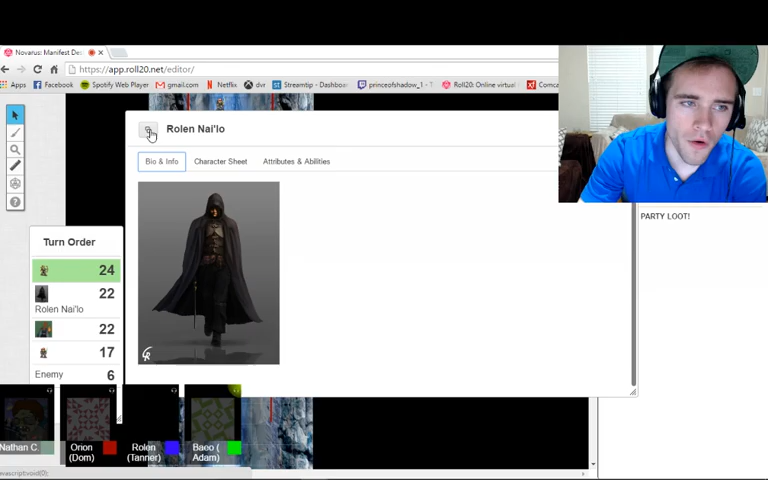 Novarus: Manifest De
https://app.roll20.net/editor/
Apps Facebook Spotify Web Player gmail.com Netflix dvr Streamtip - Dashboa princeofshadow_1 - T Roll20: Online virtual Comca
Rolen Nai'lo
Bio & Info Character Sheet Attributes & Abilities
PARTY LOOT!
Turn Order
24
22
Rolen Nai'lo
22
17
Enemy 6
Nathan C.
Orion (Dom)
Rolen (Tanner)
Baeo ( Adam)
avascript:void(0);